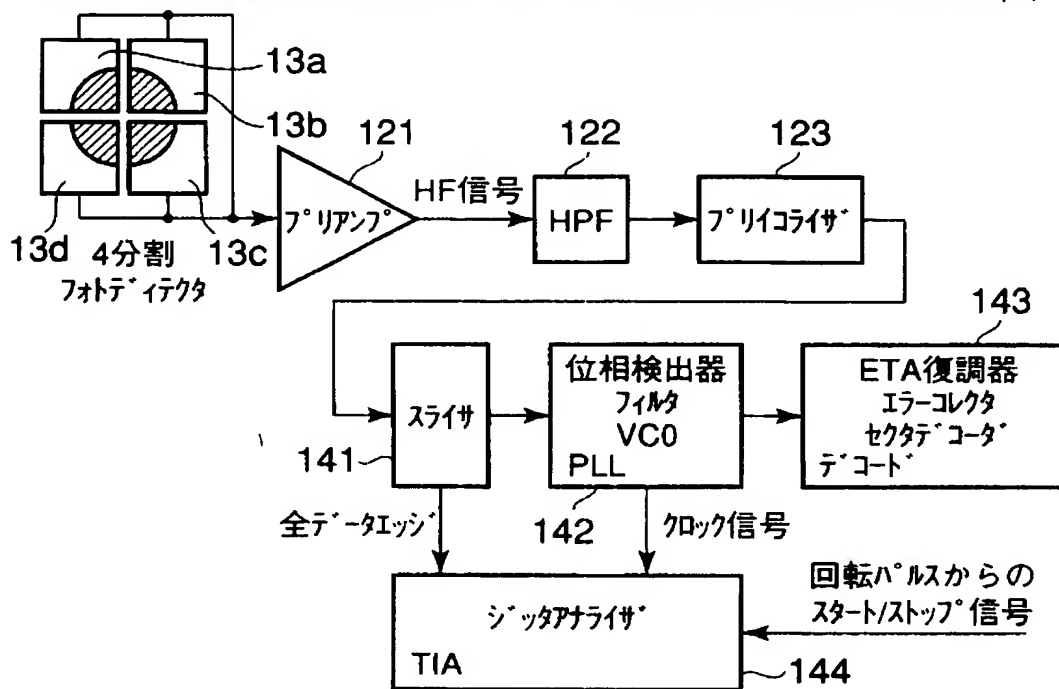 13a
13b
13d
4分割
13c
フォトディテクタ
121
プリアンプ
HF信号
122
HPF
123
プリイコライザ
スライサ
141
位相検出器
フィルタ
VCO
PLL
142
143
ETA復調器
エラーコレクタ
セクタデコーダ
デコード
全データエッジ
クロック信号
ジッタアナライザ
TIA
144
回転パルスからの
スタート/ストップ信号